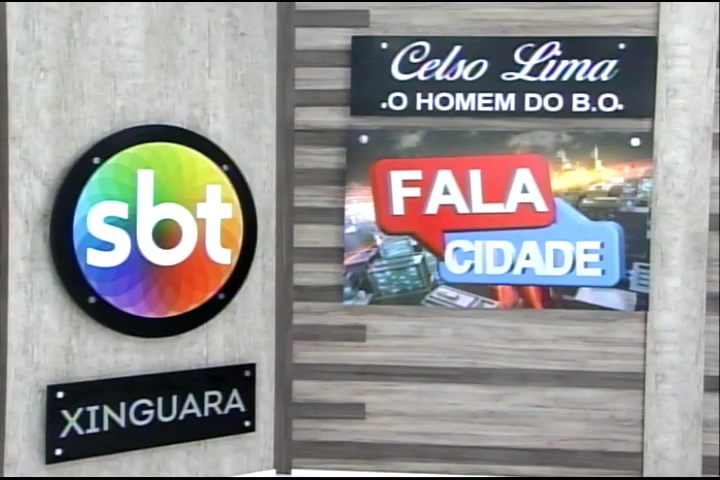 sbt
XINGUARA
Celso Lima
.O HOMEM DO B.O.
FALA
CIDADE